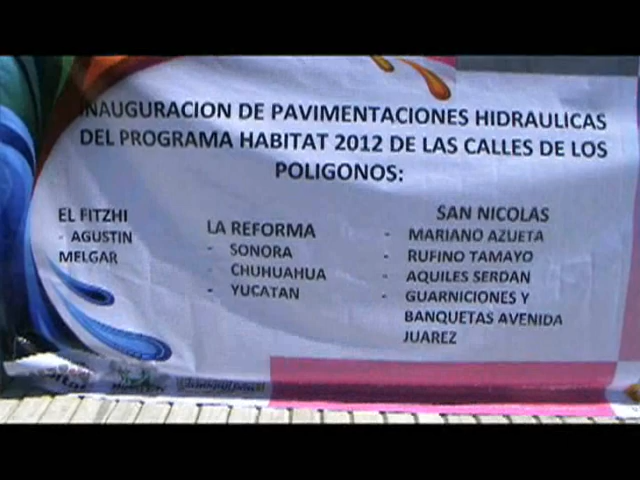 INAUGURACION DE PAVIMENTACIONES HIDRAULICAS
DEL PROGRAMA HABITAT 2012 DE LAS CALLES DE LOS
POLIGONOS:
EL FITZHI
- AGUSTIN
MELGAR
LA REFORMA
- SONORA
- CHUHUAHUA
- YUCATAN
SAN NICOLAS
- MARIANO AZUETA
- RUFINO TAMAYO
- AQUILES SERDAN
- GUARNICIONES Y
BANQUETAS AVENIDA
JUAREZ